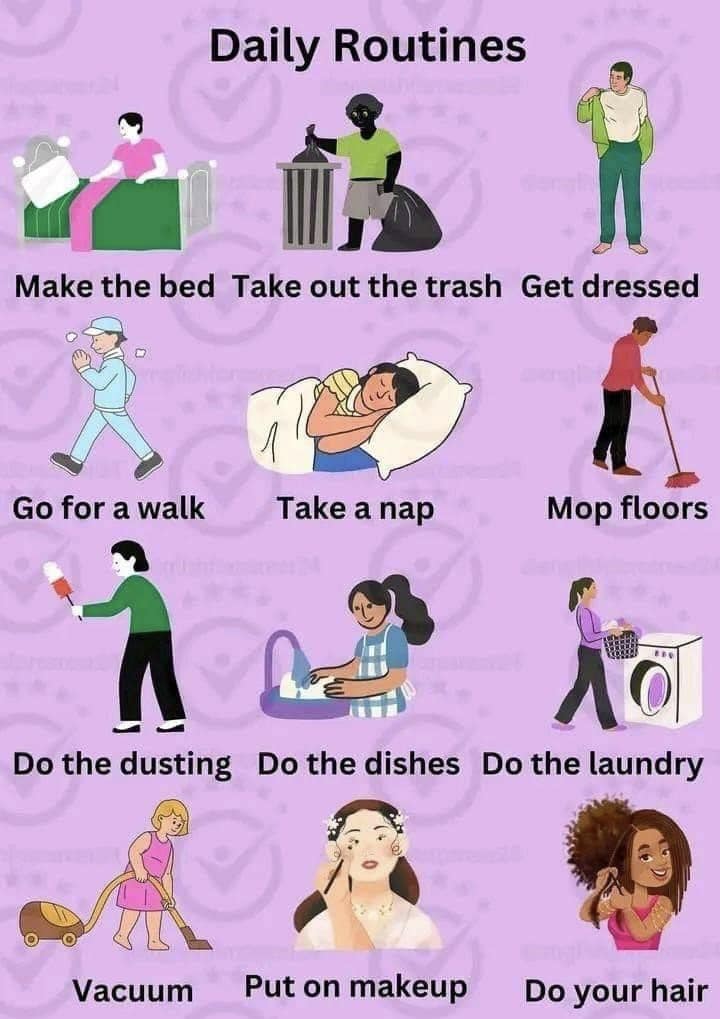 Daily Routines
Make the bed
Take out the trash
Get dressed
Go for a walk
Take a nap
Mop floors
Do the dusting
Do the dishes
Do the laundry
Vacuum
Put on makeup
Do your hair